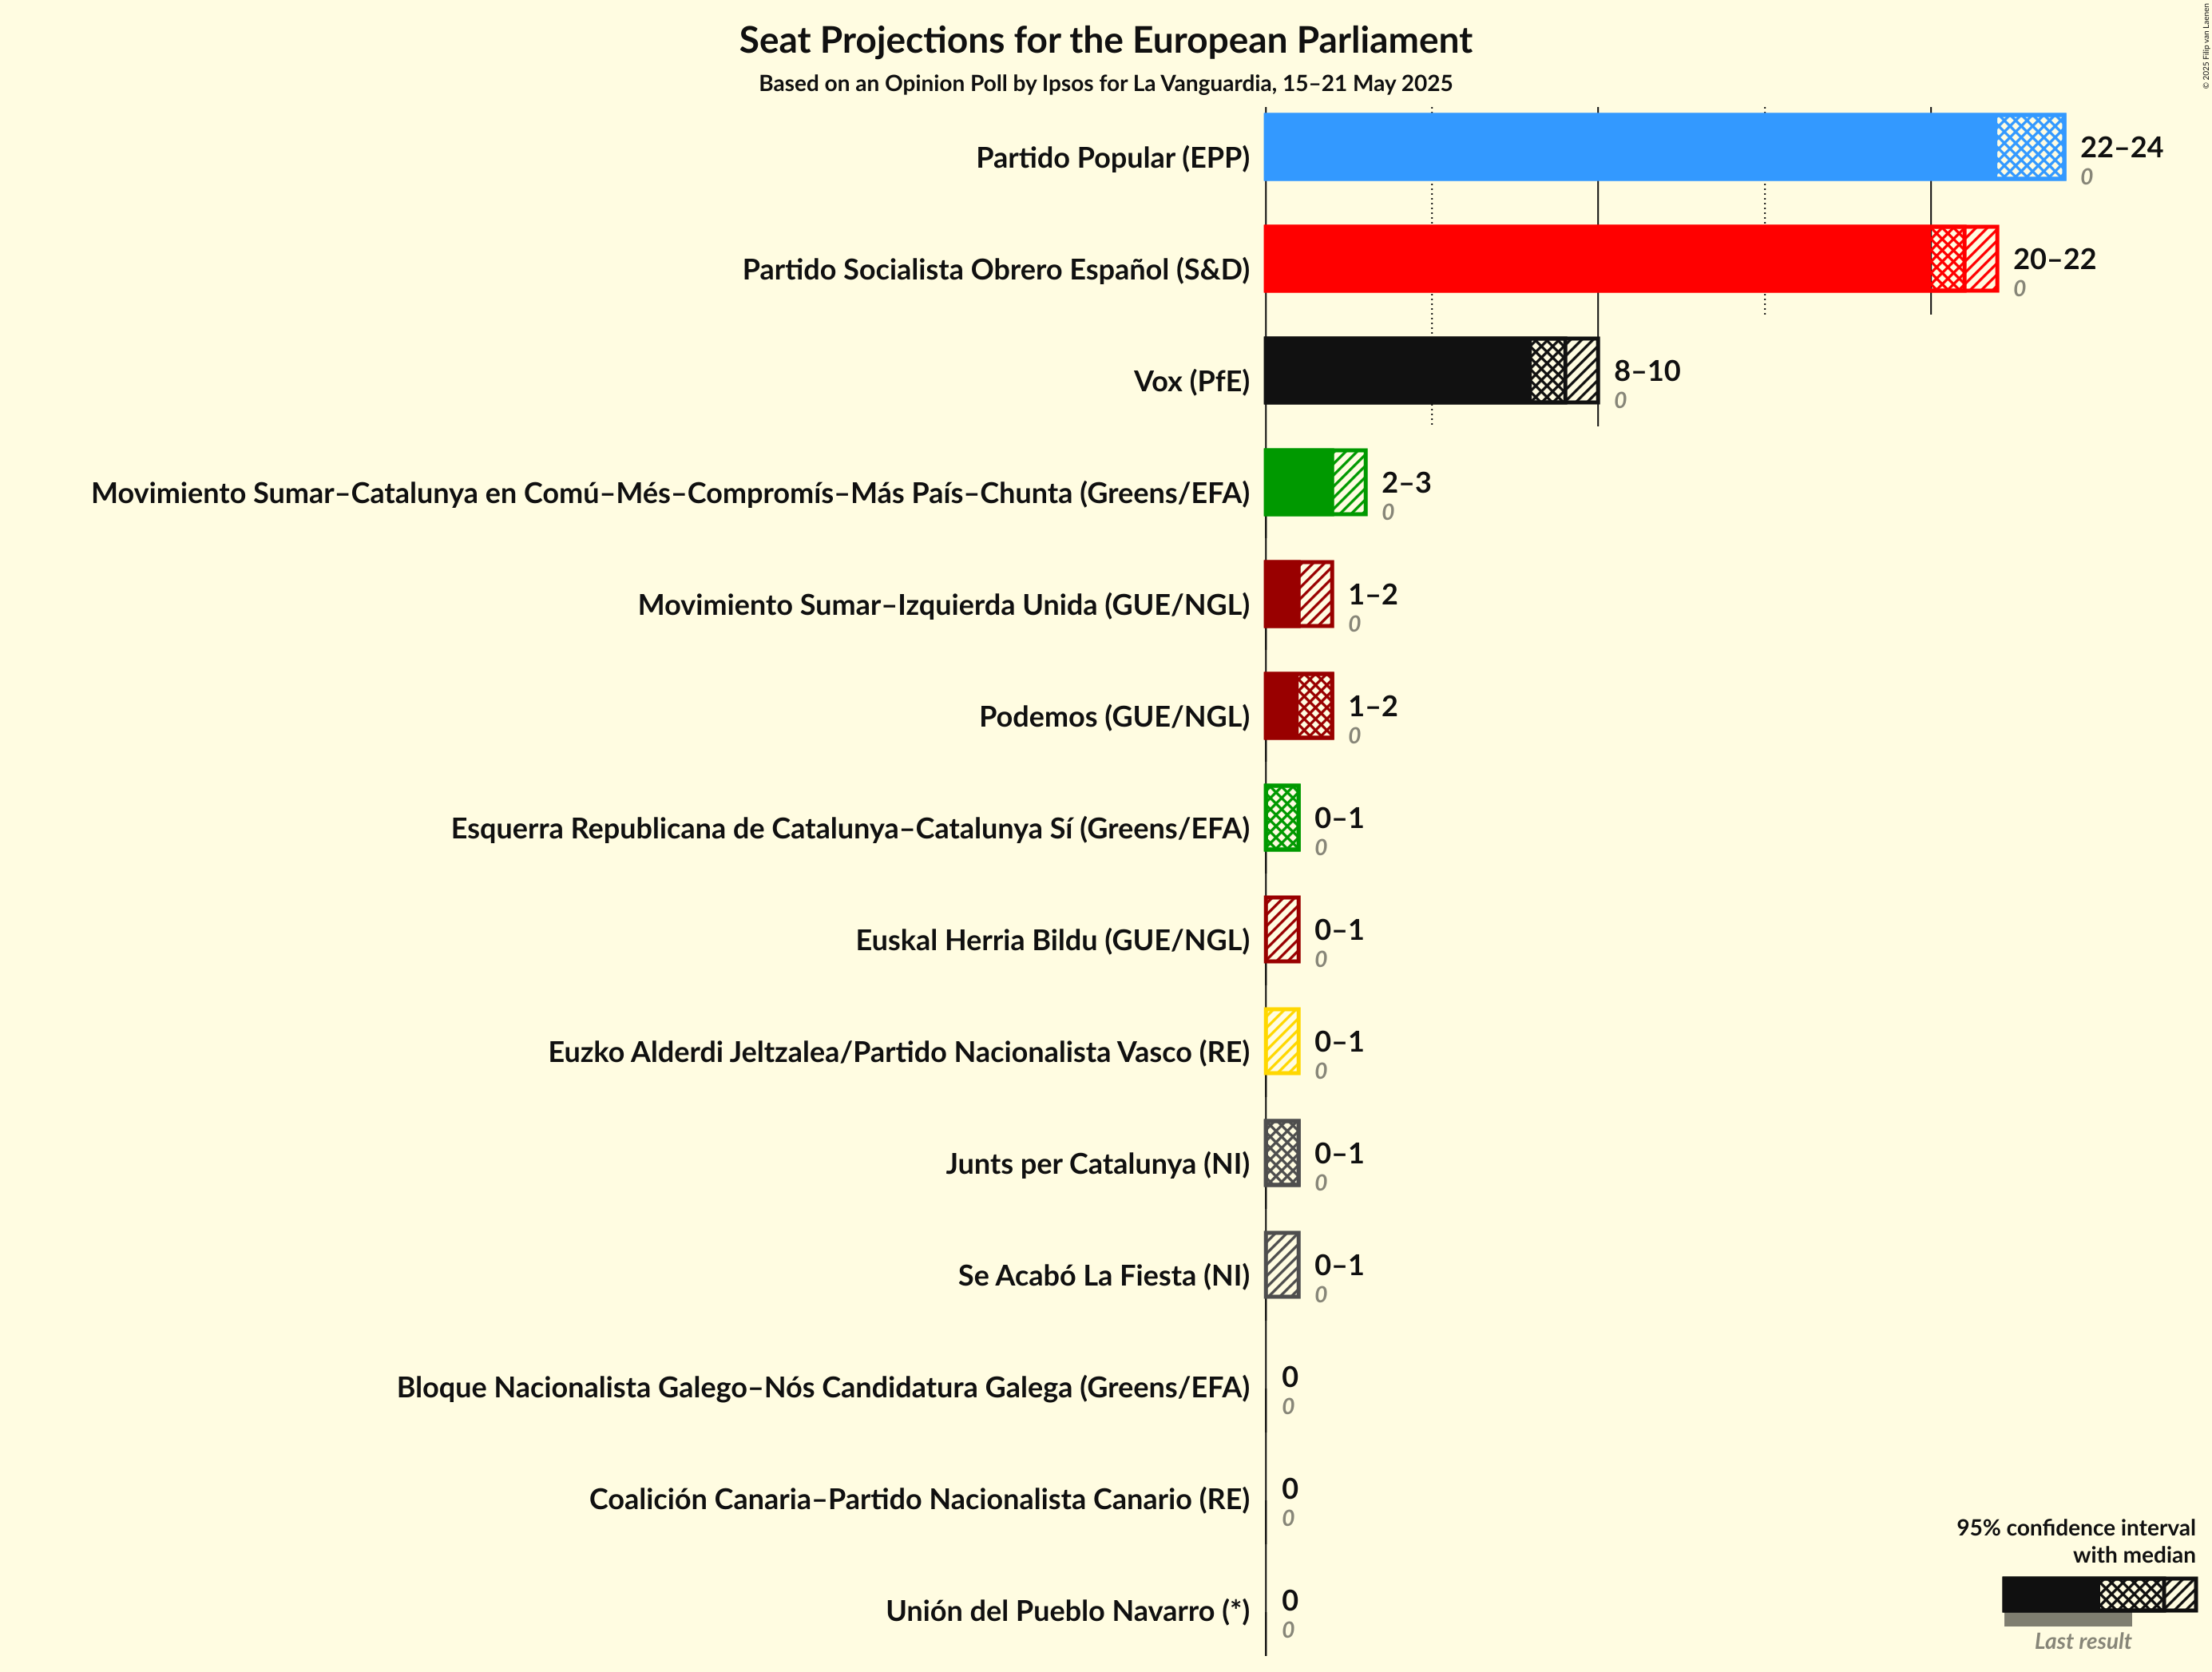 Seat Projections for the European Parliament
Based on an Opinion Poll by Ipsos for La Vanguardia, 15–21 May 2025
© 2025 Filip van Laenen
Partido Popular (EPP)
22–24
0
Partido Socialista Obrero Español (S&D)
20–22
0
Vox (PfE)
8–10
0
Movimiento Sumar–Catalunya en Comú–Més–Compromís–Más País–Chunta (Greens/EFA)
2–3
0
Movimiento Sumar–Izquierda Unida (GUE/NGL)
1–2
0
Podemos (GUE/NGL)
1–2
0
Esquerra Republicana de Catalunya–Catalunya Sí (Greens/EFA)
0–1
0
Euskal Herria Bildu (GUE/NGL)
0–1
0
Euzko Alderdi Jeltzalea/Partido Nacionalista Vasco (RE)
0–1
0
Junts per Catalunya (NI)
0–1
0
Se Acabó La Fiesta (NI)
0–1
0
Bloque Nacionalista Galego–Nós Candidatura Galega (Greens/EFA)
0
0
Coalición Canaria–Partido Nacionalista Canario (RE)
0
0
Unión del Pueblo Navarro (*)
0
0
95% confidence interval
with median
Last result